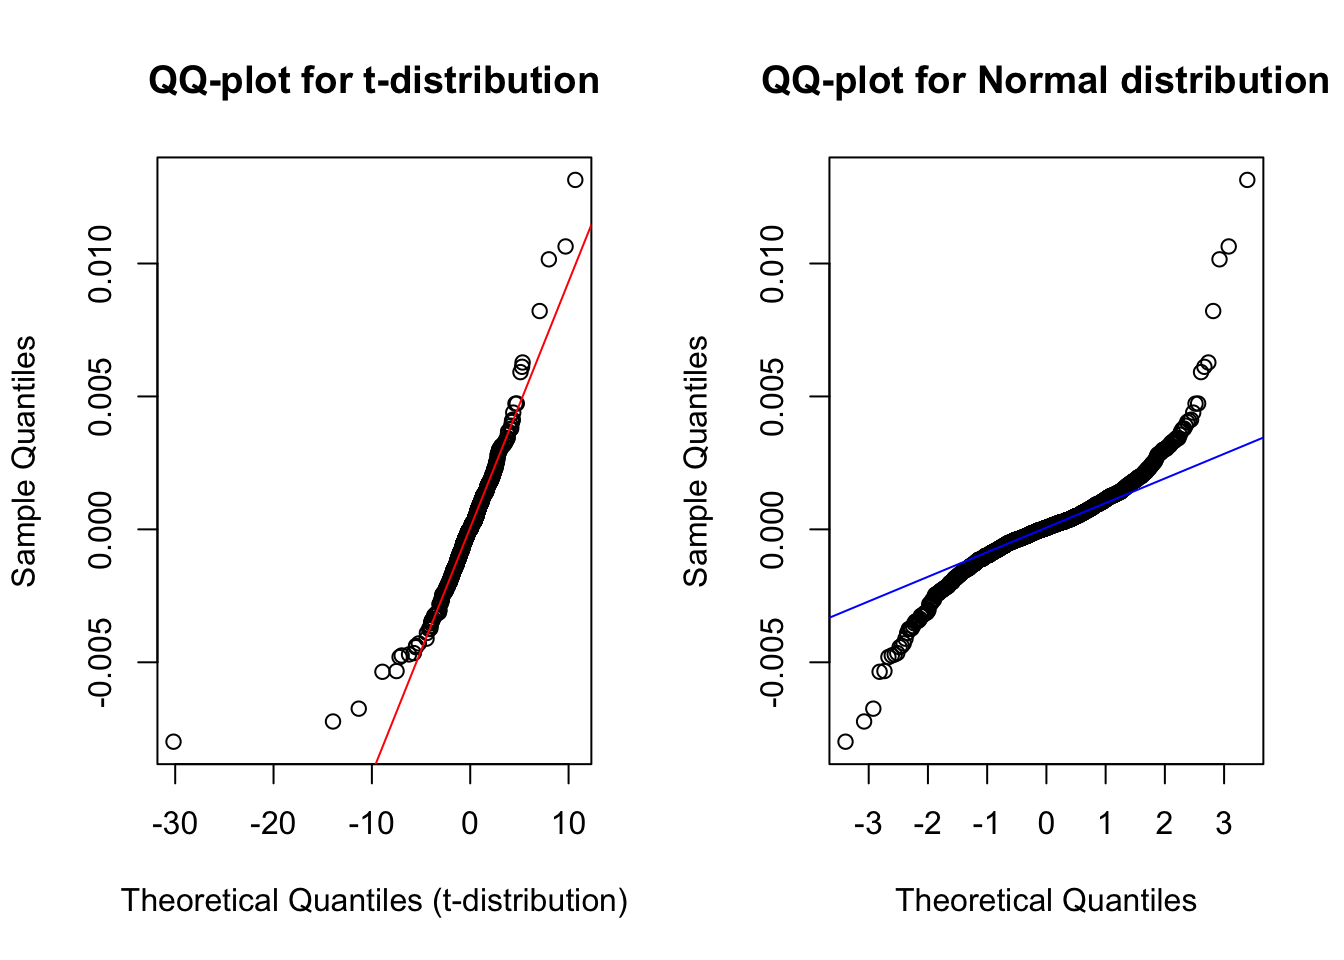 QQ-plot for t-distribution
Sample Quantiles
0.010
0.005
0.000
-0.005
-30 -20 -10 0 10
Theoretical Quantiles (t-distribution)
QQ-plot for Normal distribution
Sample Quantiles
0.010
0.005
0.000
-0.005
-3 -2 -1 0 1 2 3
Theoretical Quantiles